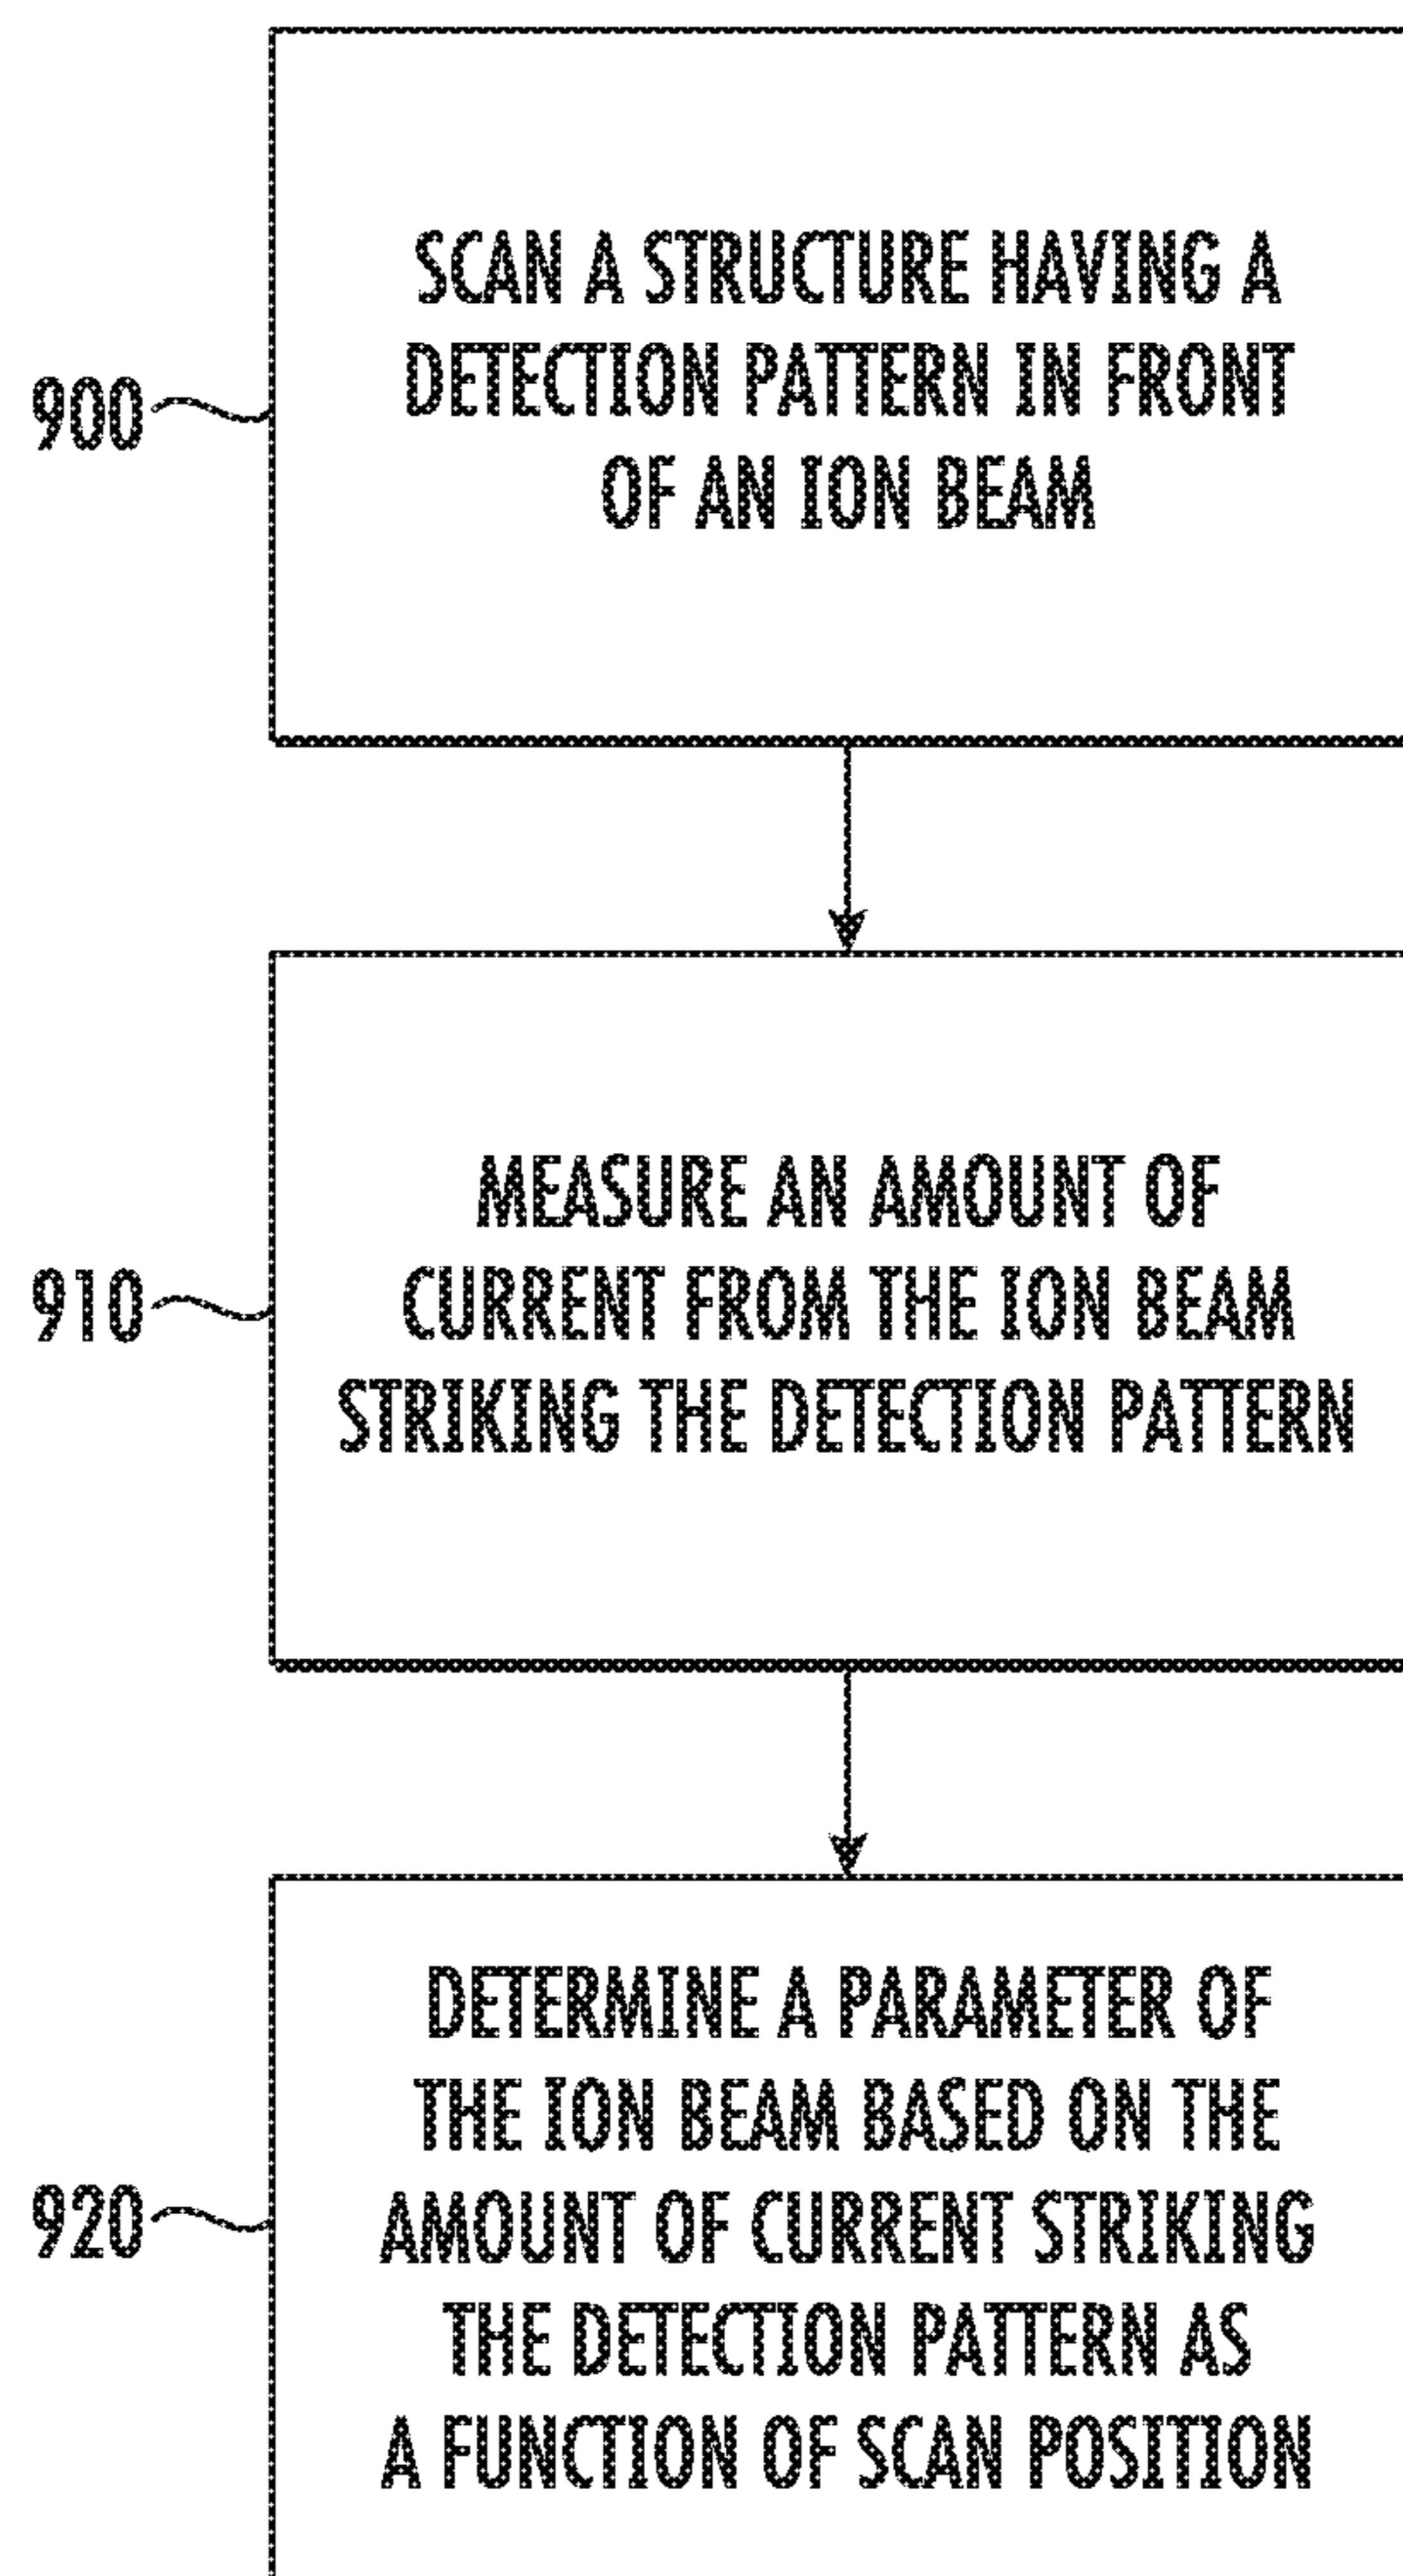 SCAN A STRUCTURE HAVING A
DETECTION PATTERN IN FRONT
OF AN ION BEAM
900
MEASURE AN AMOUNT OF
CURRENT FROM THE ION BEAM
STRIKING THE DETECTION PATTERN
910
DETERMINE A PARAMETER OF
THE ION BEAM BASED ON THE
AMOUNT OF CURRENT STRIKING
THE DETECTION PATTERN AS
A FUNCTION OF SCAN POSITION
920